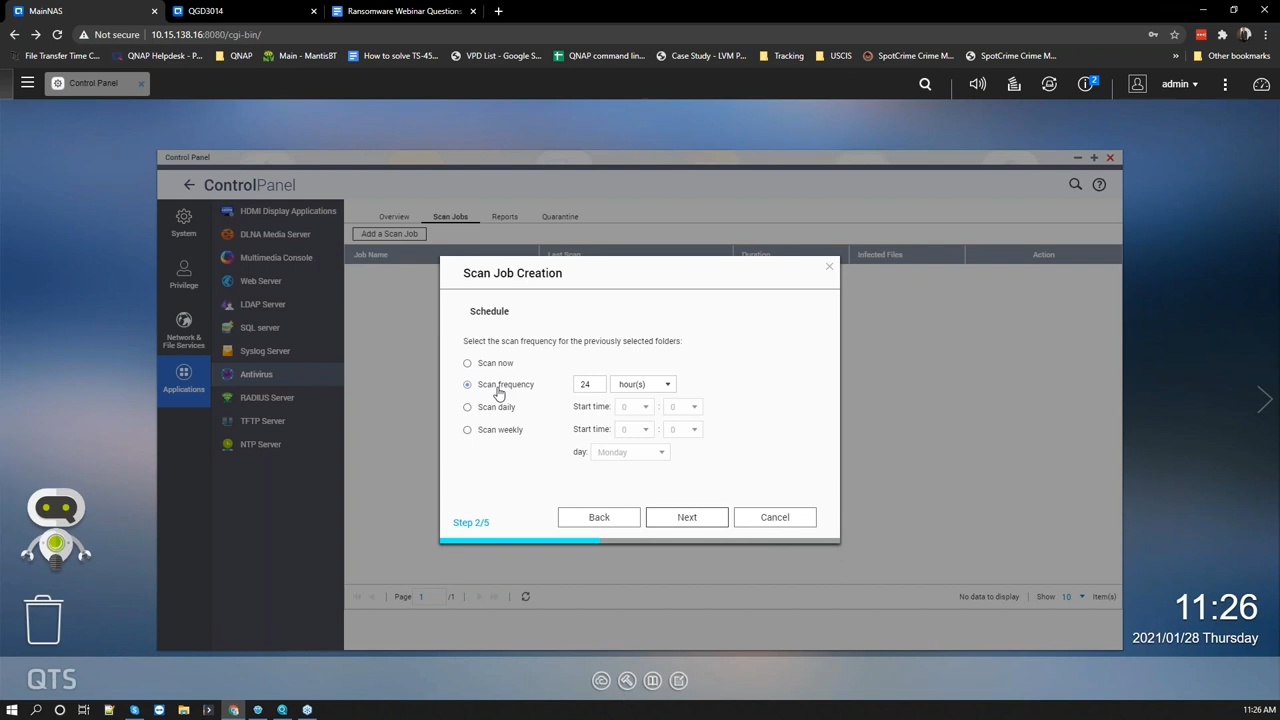 MainNAS
QGD3014
Ransomware Webinar Questions
Not secure
10.15.138.16:8080/cgi-bin/
File Transfer Time C...
QNAP Helpdesk - P...
QNAP
Main - MantisBT
How to solve TS-45...
VPD List - Google S...
QNAP command lin...
Case Study - LVM P...
Tracking
USCIS
SpotCrime Crime M...
SpotCrime Crime M...
»
Other bookmarks
Control Panel
2
admin
Control Panel
ControlPanel
System
Privilege
Network &
File Services
Applications
HDMI Display Applications
DLNA Media Server
Multimedia Console
Web Server
LDAP Server
SQL server
Syslog Server
Antivirus
RADIUS Server
TFTP Server
NTP Server
Overview
Scan Jobs
Reports
Quarantine
Add a Scan Job
Job Name
Last Scan
Duration
Infected Files
Action
Scan Job Creation
Schedule
Select the scan frequency for the previously selected folders:
Scan now
Scan frequency
24
hour(s)
Scan daily
Start time: 0 : 0
Scan weekly
Start time: 0 : 0
day: Monday
Step 2/5
Back
Next
Cancel
Page 1 /1
No data to display
Show 10 Item(s)
11:26
2021/01/28 Thursday
QTS
11:26 AM